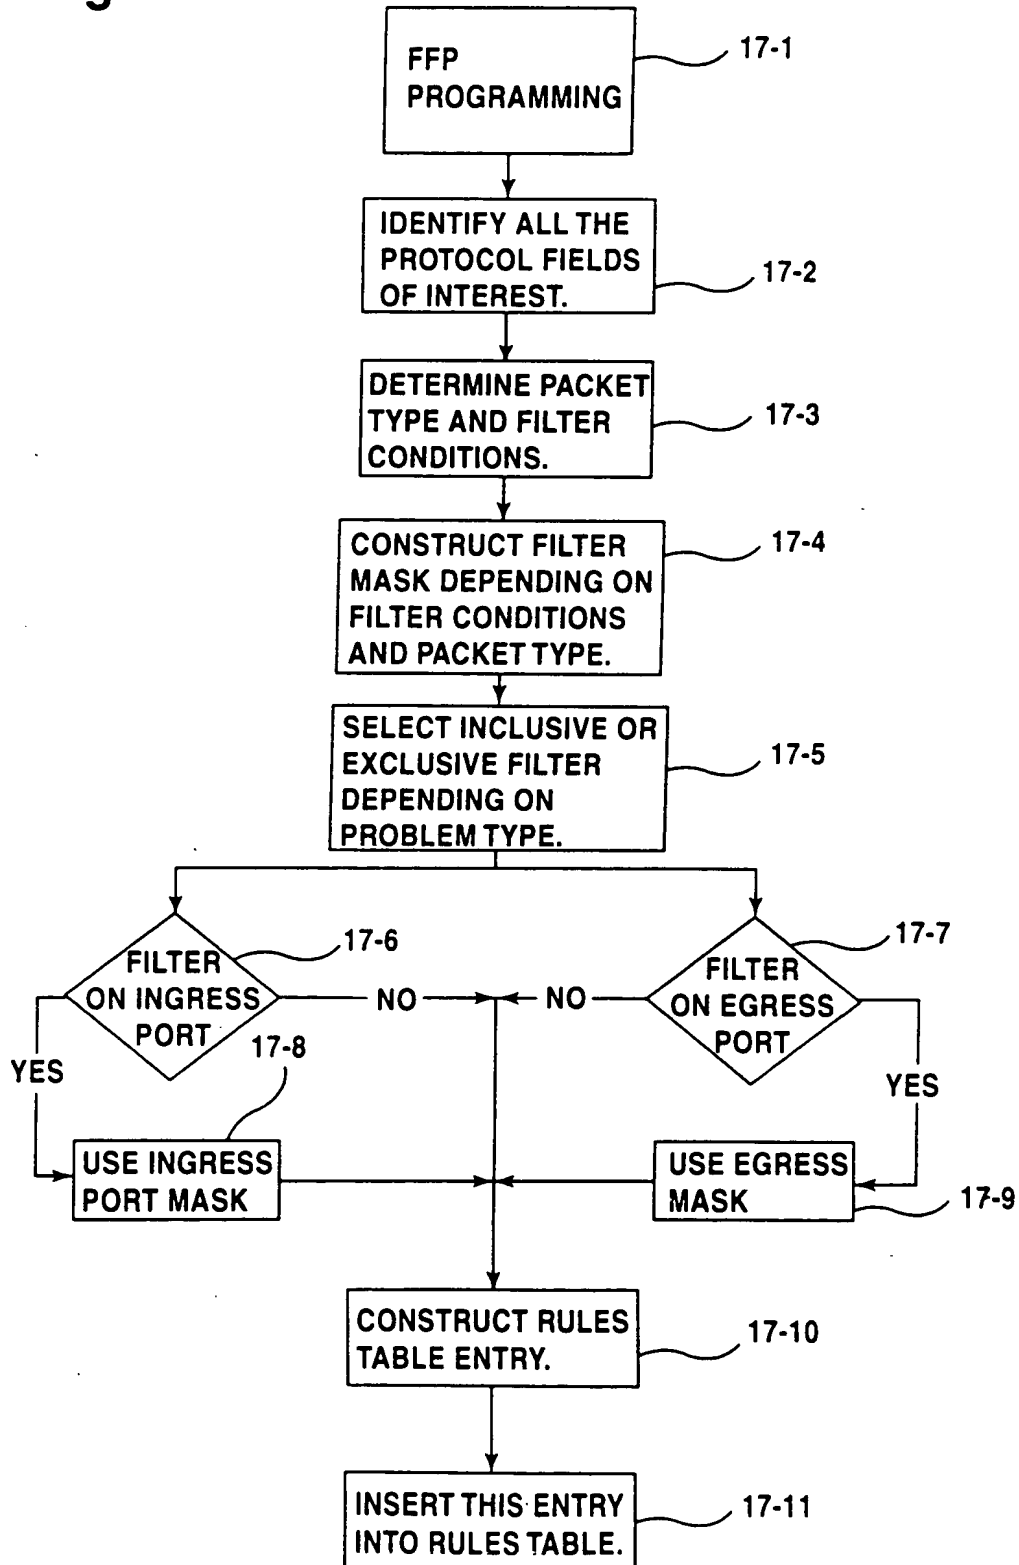 FFP
PROGRAMMING
17-1
IDENTIFY ALL THE
PROTOCOL FIELDS
OF INTEREST.
17-2
DETERMINE PACKET
TYPE AND FILTER
CONDITIONS.
17-3
CONSTRUCT FILTER
MASK DEPENDING ON
FILTER CONDITIONS
AND PACKET TYPE.
17-4
SELECT INCLUSIVE OR
EXCLUSIVE FILTER
DEPENDING ON
PROBLEM TYPE.
17-5
FILTER
ON INGRESS
PORT
17-6
NO
NO
FILTER
ON EGRESS
PORT
17-7
YES
YES
17-8
USE INGRESS
PORT MASK
USE EGRESS
MASK
17-9
CONSTRUCT RULES
TABLE ENTRY.
17-10
INSERT THIS ENTRY
INTO RULES TABLE.
17-11